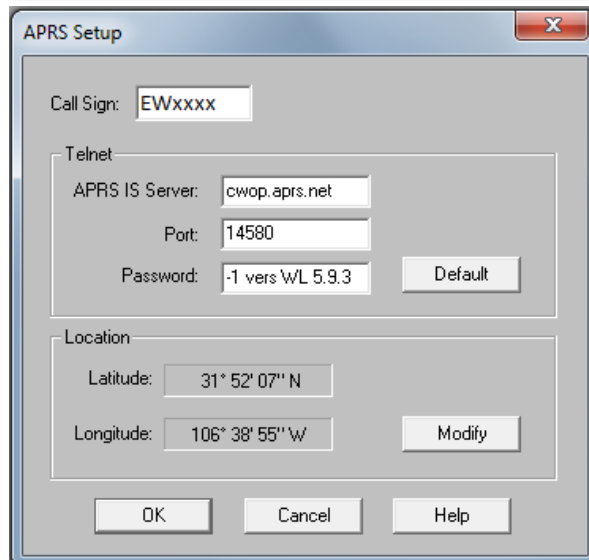 APRS Setup
Call Sign: EWxxxx
Telnet
APRS IS Server: cwop.aprs.net
Port: 14580
Password: -1 vers WL 5.9.3 Default
Location
Latitude: 31° 52' 07" N
Longitude: 106° 38' 55" W Modify
OK Cancel Help